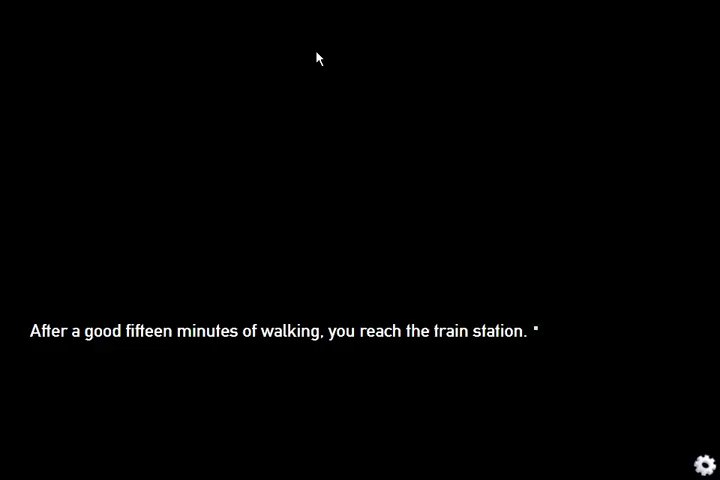 After a good fifteen minutes of walking, you reach the train station.